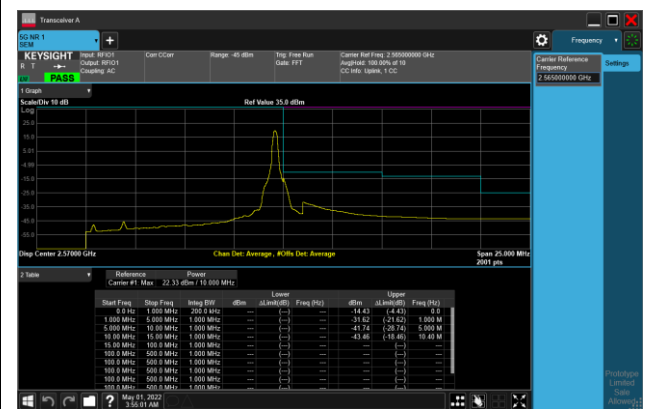 Transceiver A
5G NR 1
SEM
+
Frequency
KEYSIGHT
R T
PASS
Input: RFIO1
Output: RFIO1
Coupling: AC
Corr CCorr
Range: -45 dBm
Trig: Free Run
Gate: FFT
Carrier Ref Freq: 2.565000000 GHz
Avg|Hold: 100.00% of 10
CC Info: Uplink, 1 CC
Carrier Reference
Frequency
2.565000000 GHz
Settings
1 Graph
Scale/Div 10 dB
Ref Value 35.0 dBm
Log
25.0
15.0
5.01
-4.99
-15.0
-25.0
-35.0
-45.0
-55.0
Disp Center 2.57000 GHz
Chan Det: Average , #Offs Det: Average
Span 25.000 MHz
2001 pts
2 Table
Reference Power
Carrier #1 Max 22.33 dBm / 10.000 MHz
Lower Upper
Start Freq Stop Freq Integ BW dBm ΔLimit(dB) Freq (Hz) dBm ΔLimit(dB) Freq (Hz)
0.0 Hz 1.000 MHz 200.0 kHz --- (---) --- -14.43 (-4.43) 0.0
1.000 MHz 5.000 MHz 1.000 MHz --- (---) --- -31.62 (-21.62) 1.000 M
5.000 MHz 10.00 MHz 1.000 MHz --- (---) --- -41.74 (-28.74) 5.000 M
10.00 MHz 15.00 MHz 1.000 MHz --- (---) --- -43.46 (-18.46) 10.40 M
15.00 MHz 100.0 MHz 1.000 MHz --- (---) --- --- (---) ---
100.0 MHz 500.0 MHz 1.000 MHz --- (---) --- --- (---) ---
100.0 MHz 500.0 MHz 1.000 MHz --- (---) --- --- (---) ---
100.0 MHz 500.0 MHz 1.000 MHz --- (---) --- --- (---) ---
100.0 MHz 500.0 MHz 1.000 MHz --- (---) --- --- (---) ---
100.0 MHz 500.0 MHz 1.000 MHz --- (---) --- --- (---) ---
?
May 01, 2022
3:55:01 AM
Prototype
Limited
Sale
Allowed